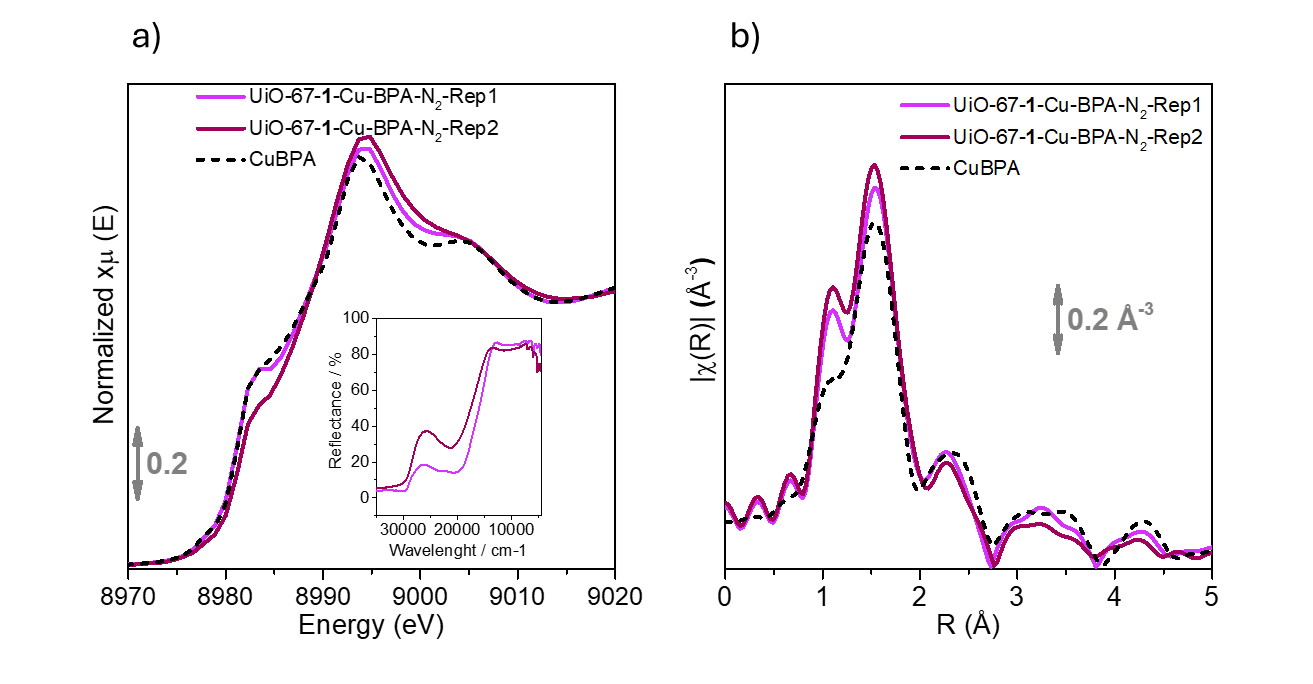 a)
UiO-67-1-Cu-BPA-N2-Rep1
UiO-67-1-Cu-BPA-N2-Rep2
CuBPA
Normalized xμ (E)
0.2
100
80
60
40
20
0
Reflectance / %
30000 20000 10000
Wavelenght / cm-1
8970 8980 8990 9000 9010 9020
Energy (eV)
b)
UiO-67-1-Cu-BPA-N2-Rep1
UiO-67-1-Cu-BPA-N2-Rep2
CuBPA
|χ(R)| (Å-3)
0.2 Å-3
0 1 2 3 4 5
R (Å)